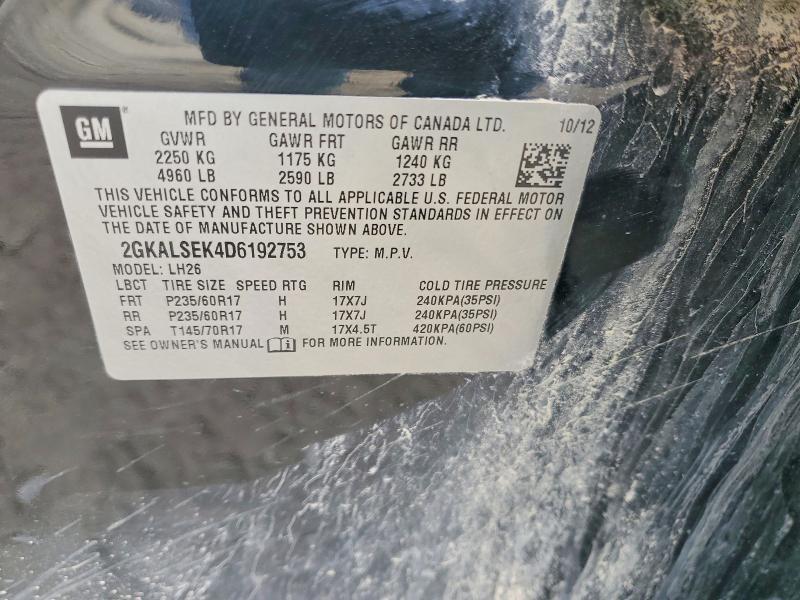 GM ® MFD BY GENERAL MOTORS OF CANADA LTD. 10/12
GVWR GAWR FRT GAWR RR
2250 KG 1175 KG 1240 KG
4960 LB 2590 LB 2733 LB
THIS VEHICLE CONFORMS TO ALL APPLICABLE U.S. FEDERAL MOTOR
VEHICLE SAFETY AND THEFT PREVENTION STANDARDS IN EFFECT ON
THE DATE OF MANUFACTURE SHOWN ABOVE.
2GKALSEK4D6192753 TYPE: M.P.V.
MODEL: LH26
LBCT TIRE SIZE SPEED RTG RIM COLD TIRE PRESSURE
FRT P235/60R17 H 17X7J 240KPA(35PSI)
RR P235/60R17 H 17X7J 240KPA(35PSI)
SPA T145/70R17 M 17X4.5T 420KPA(60PSI)
SEE OWNER'S MANUAL i FOR MORE INFORMATION.